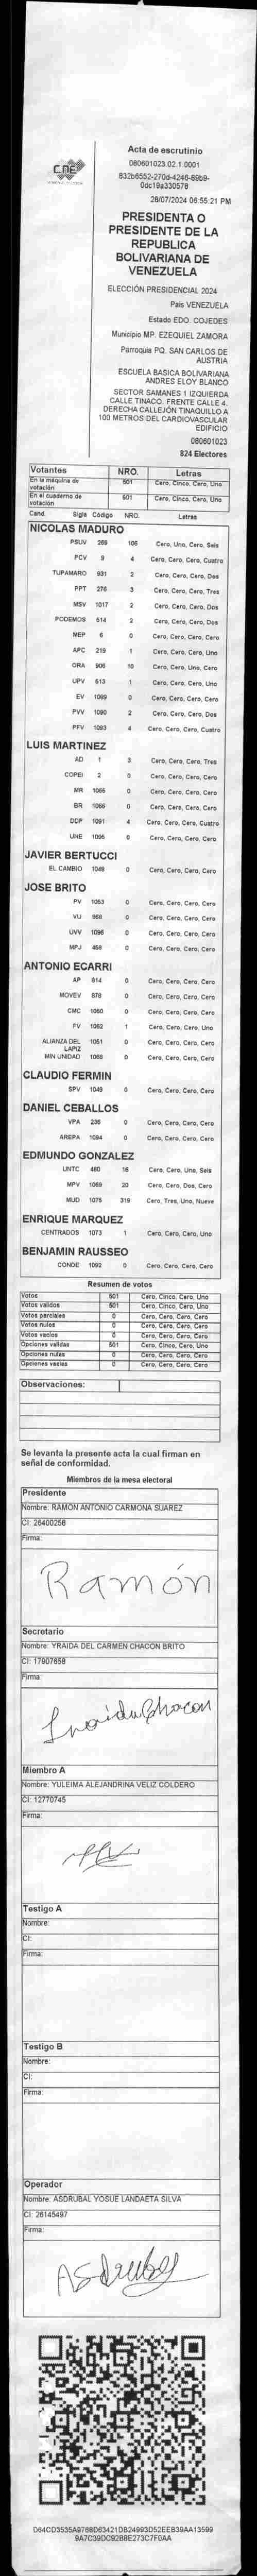 CNE
Acta de escrutinio
080601023.02.1.0001
832b6552-270d-4246-89b9-
0dc19a330578
28/07/2024 06:55:21 PM
PRESIDENTA O
PRESIDENTE DE LA
REPUBLICA
BOLIVARIANA DE
VENEZUELA
ELECCIÓN PRESIDENCIAL 2024
País VENEZUELA
Estado EDO. COJEDES
Municipio MP. EZEQUIEL ZAMORA
Parroquia PQ. SAN CARLOS DE
AUSTRIA
ESCUELA BASICA BOLIVARIANA
ANDRES ELOY BLANCO
SECTOR SAMANES 1 IZQUIERDA
CALLE TINACO. FRENTE CALLE 4.
DERECHA CALLEJÓN TINAQUILLO A
100 METROS DEL CARDIOVASCULAR
EDIFICIO
080601023
824 Electores
Votantes NRO. Letras
En la máquina de votación 501 Cero, Cinco, Cero, Uno
En el cuaderno de votación 501 Cero, Cinco, Cero, Uno
Cand. Sigla Código NRO. Letras
NICOLAS MADURO
PSUV 269 106 Cero, Uno, Cero, Seis
PCV 9 4 Cero, Cero, Cero, Cuatro
TUPAMARO 931 2 Cero, Cero, Cero, Dos
PPT 276 3 Cero, Cero, Cero, Tres
MSV 1017 2 Cero, Cero, Cero, Dos
PODEMOS 614 2 Cero, Cero, Cero, Dos
MEP 6 0 Cero, Cero, Cero, Cero
APC 219 1 Cero, Cero, Cero, Uno
ORA 906 10 Cero, Cero, Uno, Cero
UPV 613 1 Cero, Cero, Cero, Uno
EV 1089 0 Cero, Cero, Cero, Cero
PVV 1090 2 Cero, Cero, Cero, Dos
PFV 1093 4 Cero, Cero, Cero, Cuatro
LUIS MARTINEZ
AD 1 3 Cero, Cero, Cero, Tres
COPEI 2 0 Cero, Cero, Cero, Cero
MR 1065 0 Cero, Cero, Cero, Cero
BR 1066 0 Cero, Cero, Cero, Cero
DDP 1091 4 Cero, Cero, Cero, Cuatro
UNE 1095 0 Cero, Cero, Cero, Cero
JAVIER BERTUCCI
EL CAMBIO 1048 0 Cero, Cero, Cero, Cero
JOSE BRITO
PV 1053 0 Cero, Cero, Cero, Cero
VU 968 0 Cero, Cero, Cero, Cero
UVV 1096 0 Cero, Cero, Cero, Cero
MPJ 458 0 Cero, Cero, Cero, Cero
ANTONIO ECARRI
AP 814 0 Cero, Cero, Cero, Cero
MOVEV 878 0 Cero, Cero, Cero, Cero
CMC 1050 0 Cero, Cero, Cero, Cero
FV 1082 1 Cero, Cero, Cero, Uno
ALIANZA DEL LAPIZ 1051 0 Cero, Cero, Cero, Cero
MIN UNIDAD 1068 0 Cero, Cero, Cero, Cero
CLAUDIO FERMIN
SPV 1049 0 Cero, Cero, Cero, Cero
DANIEL CEBALLOS
VPA 236 0 Cero, Cero, Cero, Cero
AREPA 1094 0 Cero, Cero, Cero, Cero
EDMUNDO GONZALEZ
UNTC 480 16 Cero, Cero, Uno, Seis
MPV 1069 20 Cero, Cero, Dos, Cero
MUD 1075 319 Cero, Tres, Uno, Nueve
ENRIQUE MARQUEZ
CENTRADOS 1073 1 Cero, Cero, Cero, Uno
BENJAMIN RAUSSEO
CONDE 1092 0 Cero, Cero, Cero, Cero
Resumen de votos
Votos 501 Cero, Cinco, Cero, Uno
Votos válidos 501 Cero, Cinco, Cero, Uno
Votos parciales 0 Cero, Cero, Cero, Cero
Votos nulos 0 Cero, Cero, Cero, Cero
Votos vacíos 0 Cero, Cero, Cero, Cero
Opciones válidas 501 Cero, Cinco, Cero, Uno
Opciones nulas 0 Cero, Cero, Cero, Cero
Opciones vacías 0 Cero, Cero, Cero, Cero
Observaciones:
Se levanta la presente acta la cual firman en
señal de conformidad.
Miembros de la mesa electoral
Presidente
Nombre: RAMON ANTONIO CARMONA SUAREZ
CI: 26400258
Firma:
Ramón
Secretario
Nombre: YRAIDA DEL CARMEN CHACON BRITO
CI: 17907658
Firma:
Yraida Chacon
Miembro A
Nombre: YULEIMA ALEJANDRINA VELIZ COLDERO
CI: 12770745
Firma:
Testigo A
Nombre:
CI:
Firma:
Testigo B
Nombre:
CI:
Firma:
Operador
Nombre: ASDRUBAL YOSUE LANDAETA SILVA
CI: 26145497
Firma:
Asdrubal
D64CD3535A9788D63421DB24993D52EEB39AA13599
9A7C39DC92B8E273C7F0AA